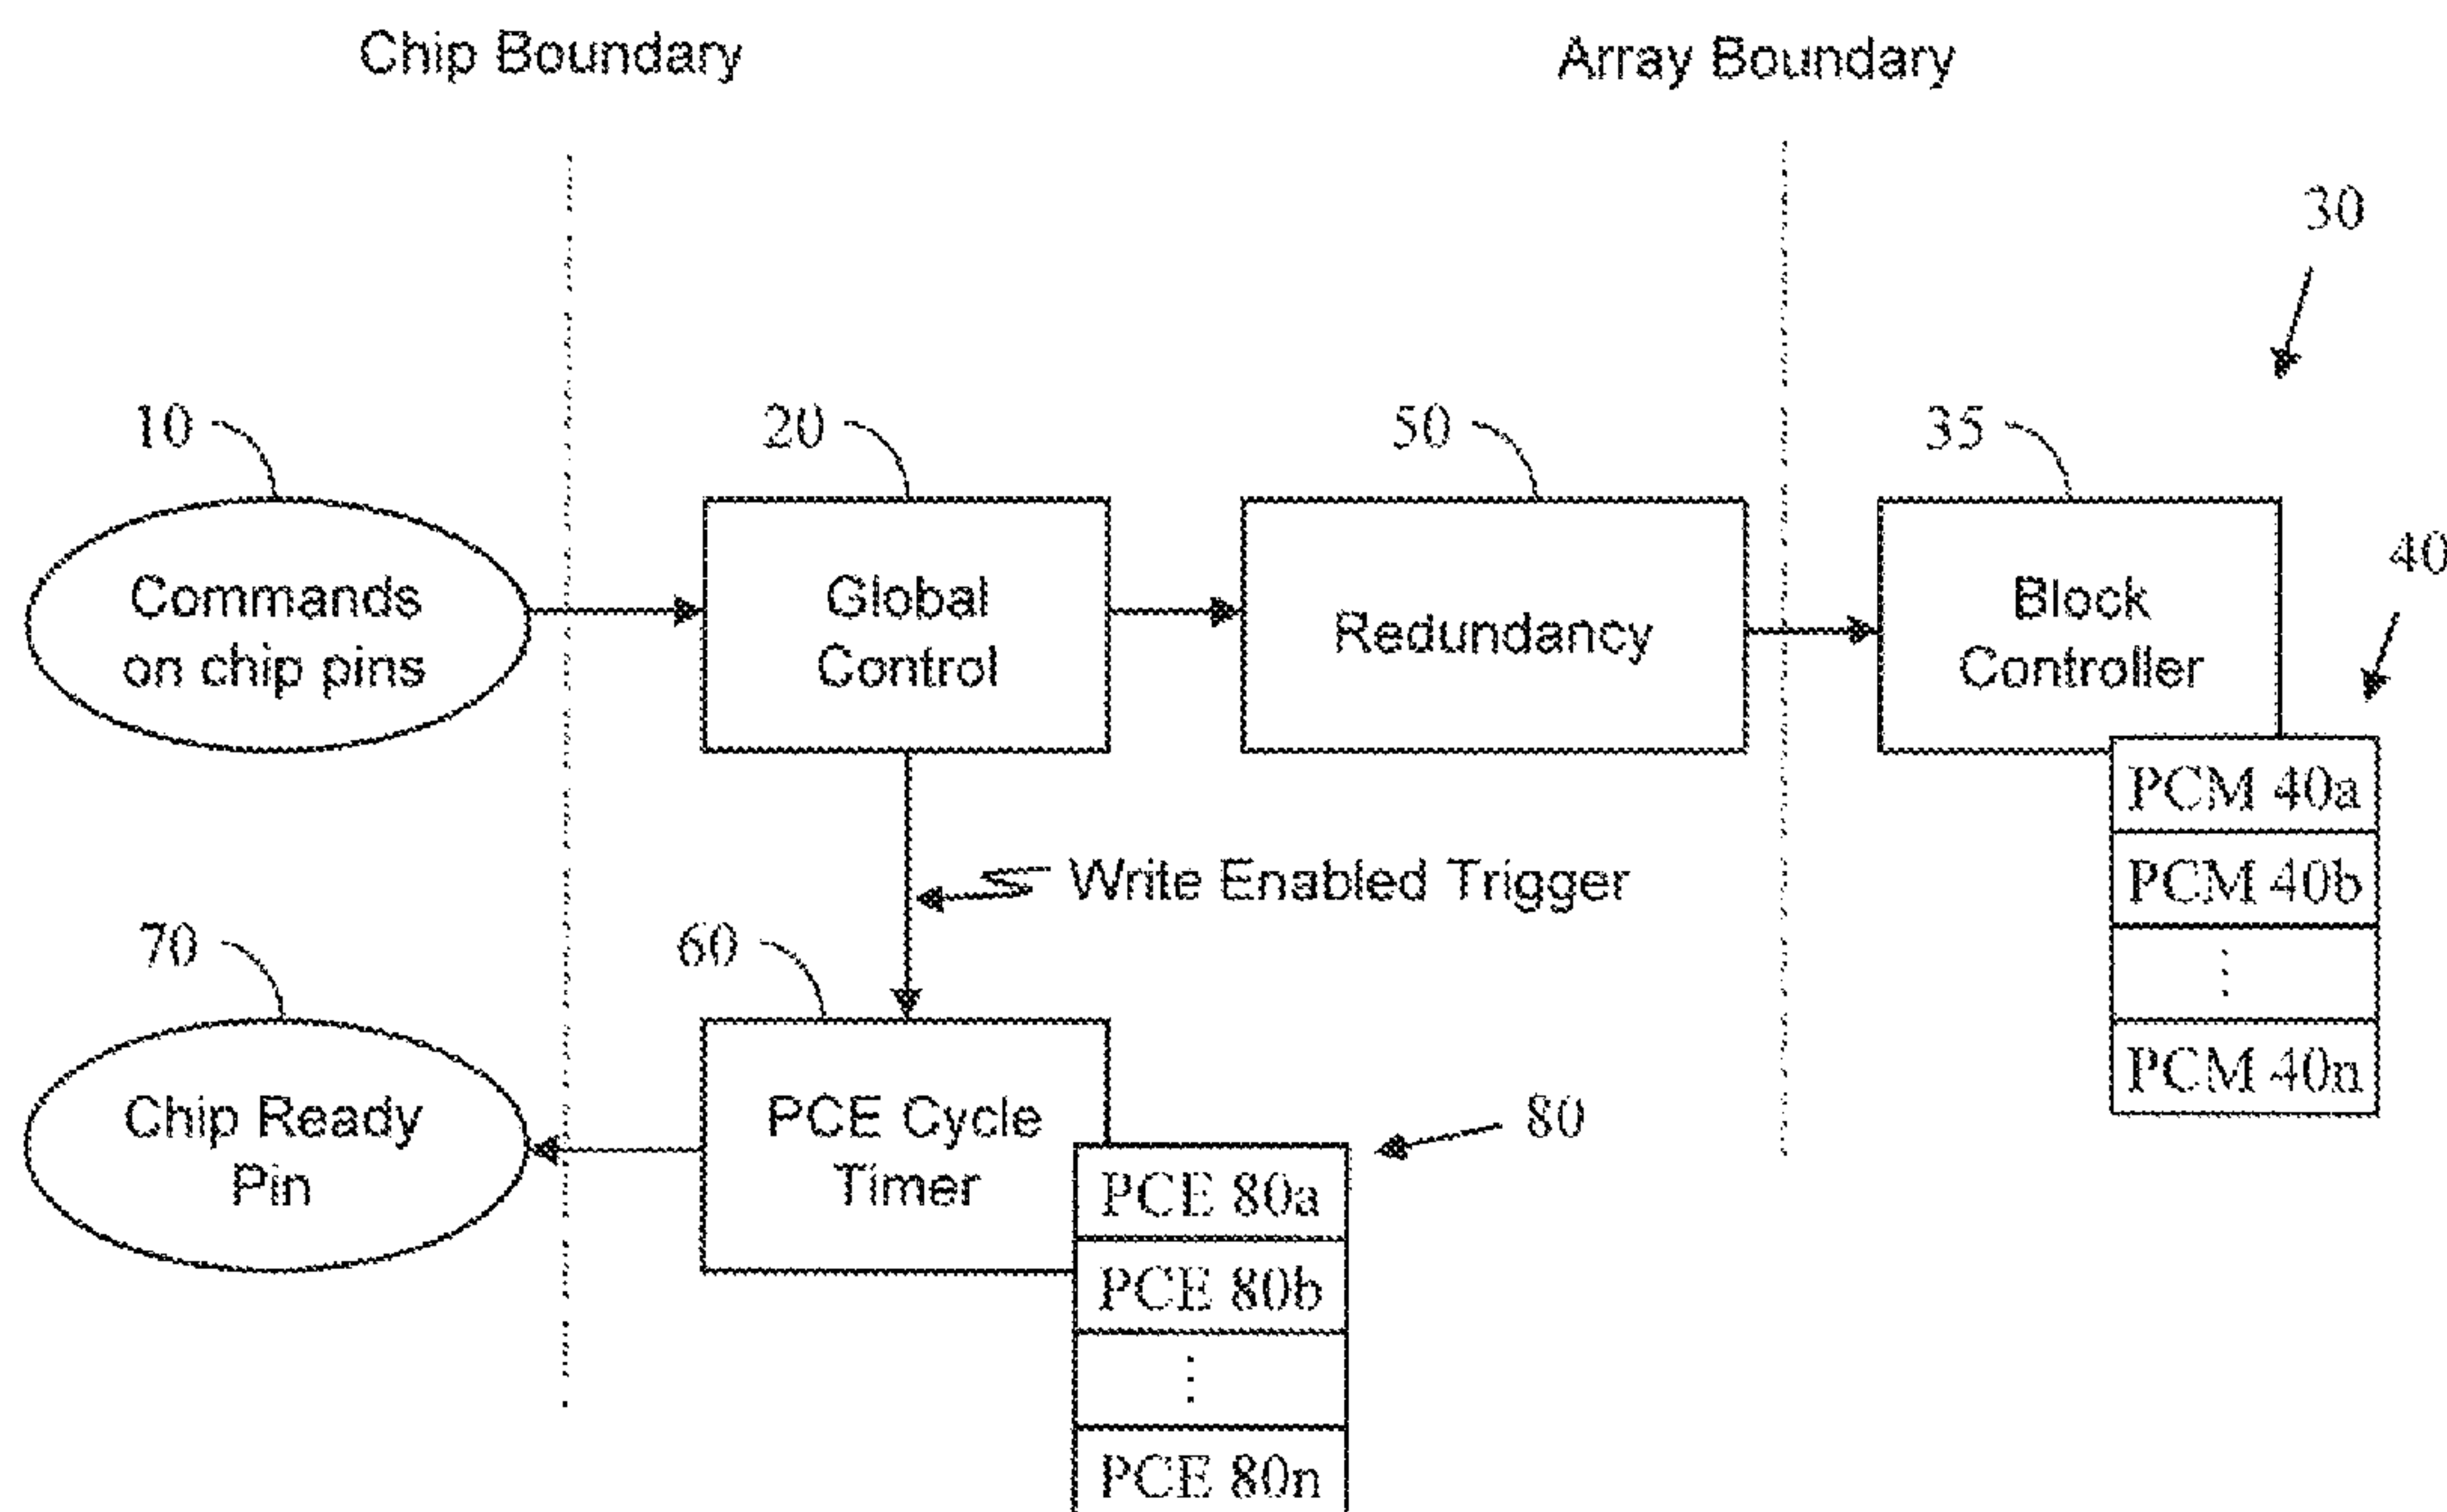 Chip Boundary
Array Boundary
30
10
20
50
35
40
Commands
on chip pins
Global
Control
Redundancy
Block
Controller
PCM 40a
PCM 40b
⋮
PCM 40n
Write Enabled Trigger
70
60
80
Chip Ready
Pin
PCE Cycle
Timer
PCE 80a
PCE 80b
⋮
PCE 80n